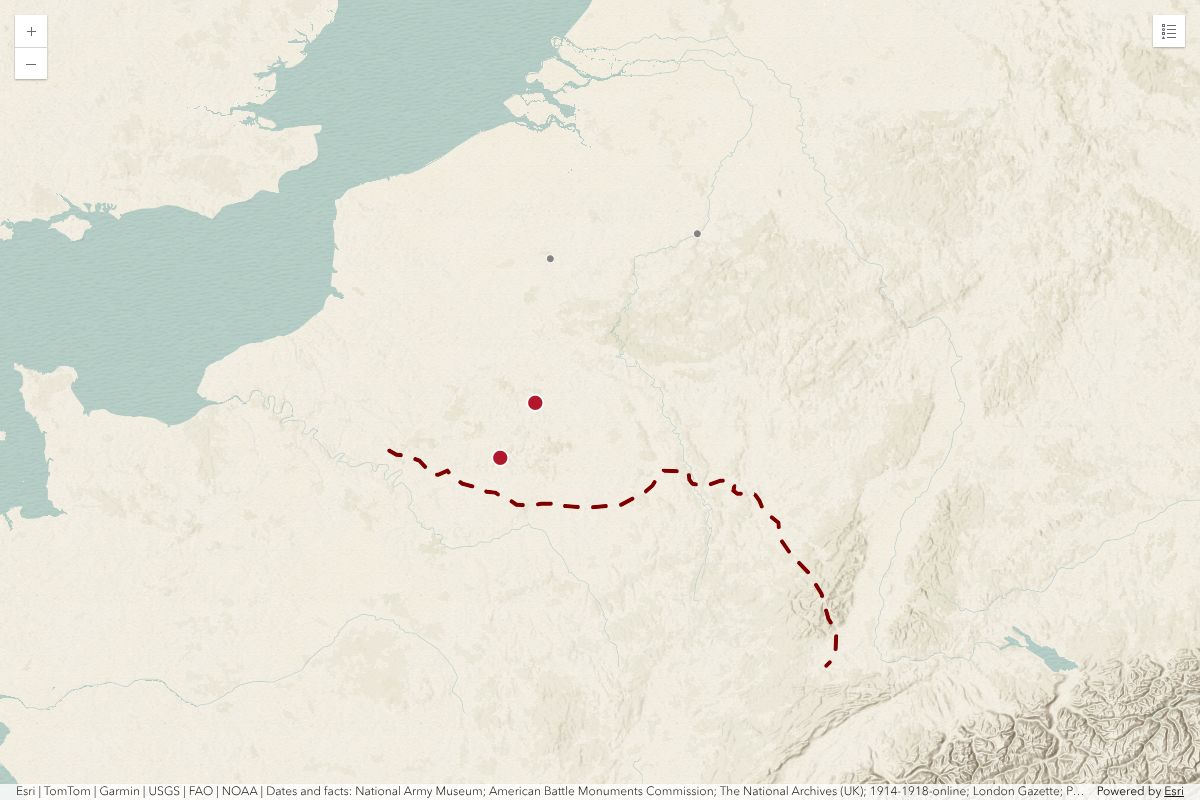 Esri | TomTom | Garmin | USGS | FAO | NOAA | Dates and facts: National Army Museum; American Battle Monuments Commission; The National Archives (UK); 1914-1918-online; London Gazette; P... Powered by Esri